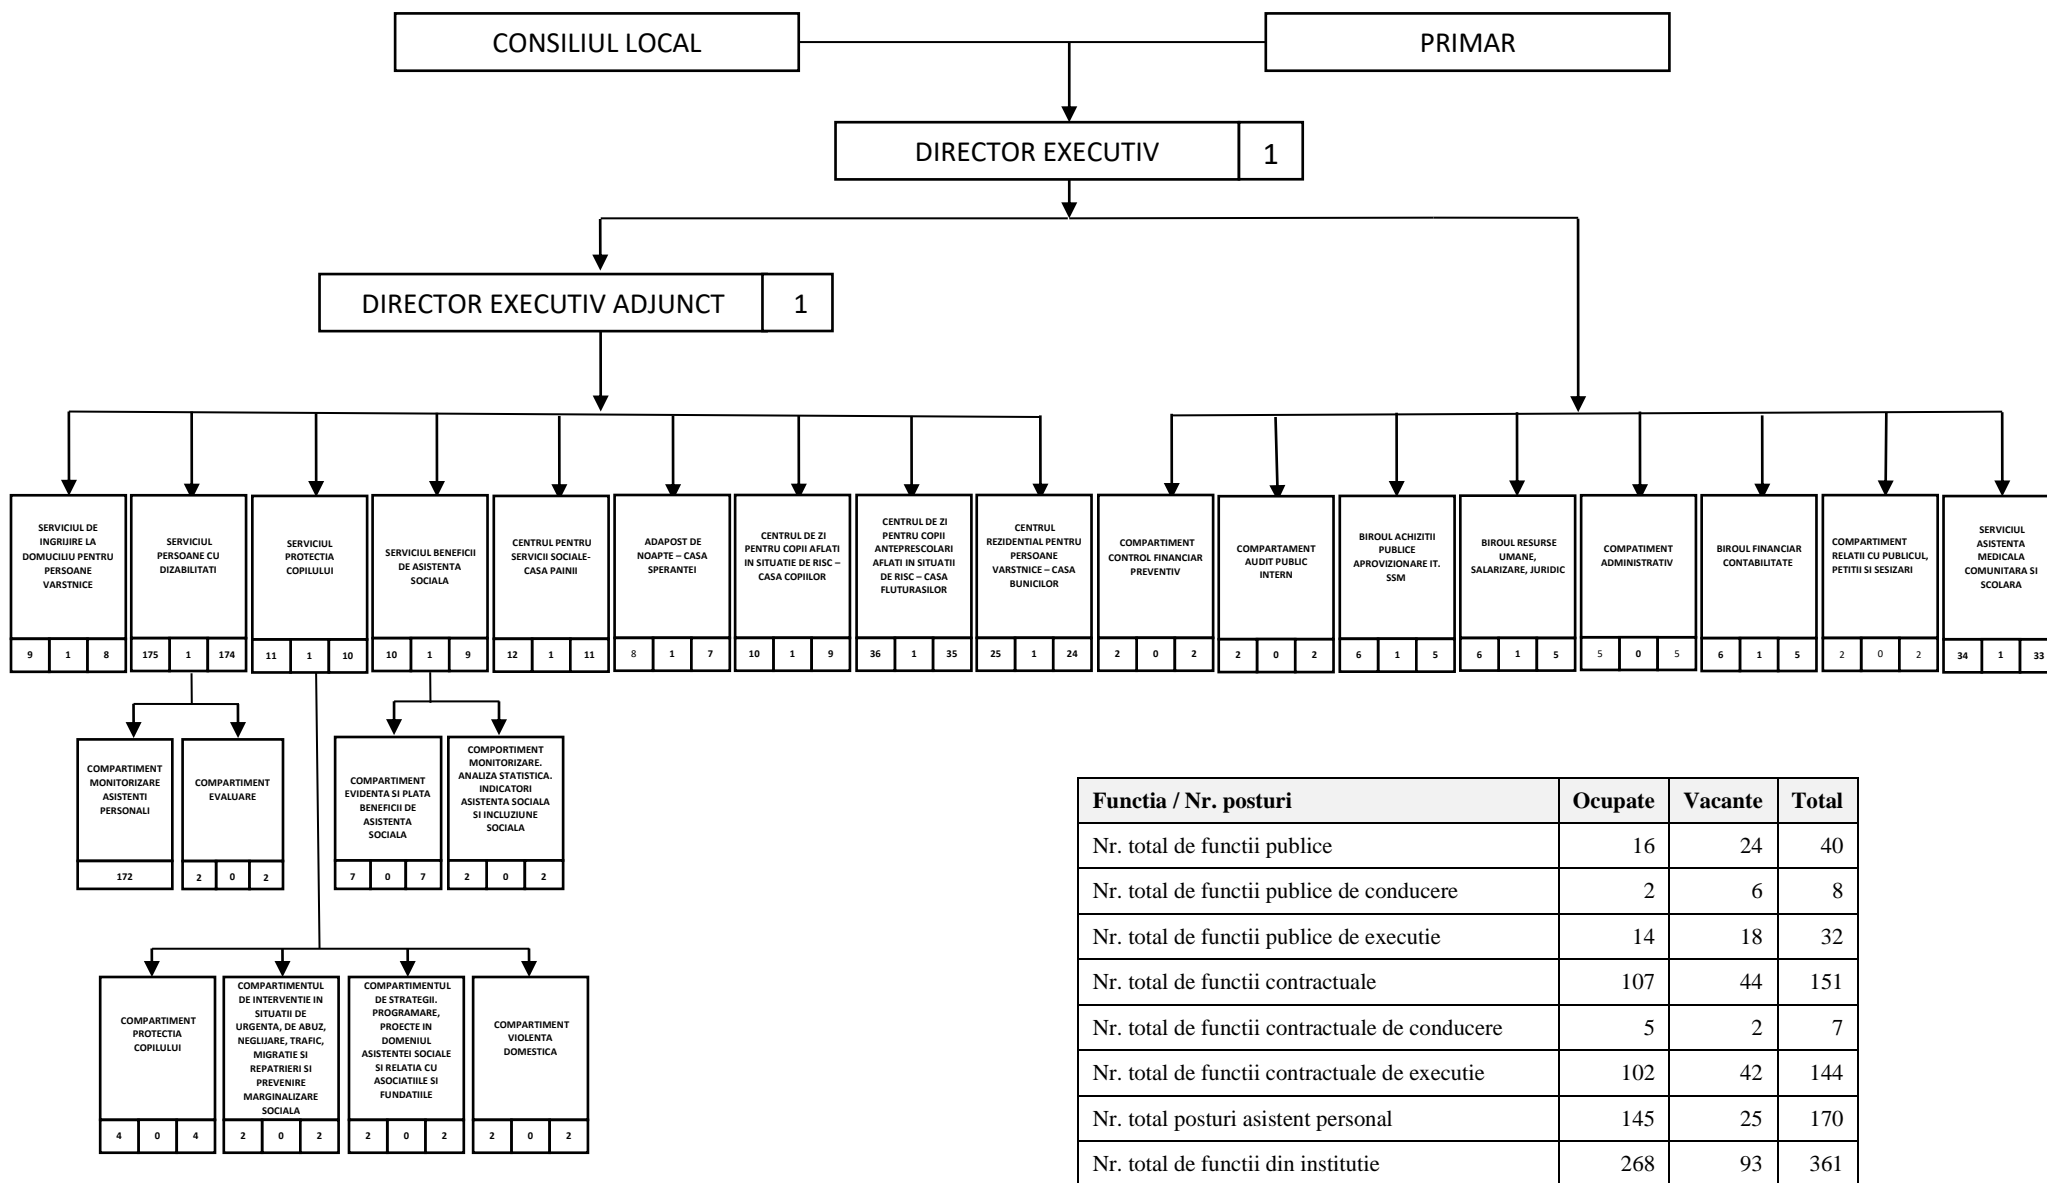 CONSILIUL LOCAL
PRIMAR
DIRECTOR EXECUTIV 1
DIRECTOR EXECUTIV ADJUNCT 1
SERVICIUL DE
INGRIJIRE LA
DOMUCILIU PENTRU
PERSOANE
VARSTNICE
9 1 8
SERVICIUL
PERSOANE CU
DIZABILITATI
175 1 174
SERVICIUL
PROTECTIA
COPILULUI
11 1 10
SERVICIUL BENEFICII
DE ASISTENTA
SOCIALA
10 1 9
CENTRUL PENTRU
SERVICII SOCIALE-
CASA PAINII
12 1 11
ADAPOST DE
NOAPTE – CASA
SPERANTEI
8 1 7
CENTRUL DE ZI
PENTRU COPII AFLATI
IN SITUATIE DE RISC –
CASA COPIILOR
10 1 9
CENTRUL DE ZI
PENTRU COPII
ANTEPRESCOLARI
AFLATI IN SITUATII
DE RISC – CASA
FLUTURASILOR
36 1 35
CENTRUL
REZIDENTIAL PENTRU
PERSOANE
VARSTNICE – CASA
BUNICILOR
25 1 24
COMPARTIMENT
CONTROL FINANCIAR
PREVENTIV
2 0 2
COMPARTAMENT
AUDIT PUBLIC
INTERN
2 0 2
BIROUL ACHIZITII
PUBLICE
APROVIZIONARE IT.
SSM
6 1 5
BIROUL RESURSE
UMANE,
SALARIZARE, JURIDIC
6 1 5
COMPATIMENT
ADMINISTRATIV
5 0 5
BIROUL FINANCIAR
CONTABILITATE
6 1 5
COMPARTIMENT
RELATII CU PUBLICUL,
PETITII SI SESIZARI
2 0 2
SERVICIUL
ASISTENTA
MEDICALA
COMUNITARA SI
SCOLARA
34 1 33
COMPARTIMENT
MONITORIZARE
ASISTENTI
PERSONALI
172
COMPARTIMENT
EVALUARE
2 0 2
COMPARTIMENT
EVIDENTA SI PLATA
BENEFICII DE
ASISTENTA
SOCIALA
7 0 7
COMPORTIMENT
MONITORIZARE.
ANALIZA STATISTICA.
INDICATORI
ASISTENTA SOCIALA
SI INCLUZIUNE
SOCIALA
2 0 2
COMPARTIMENT
PROTECTIA
COPILULUI
4 0 4
COMPARTIMENTUL
DE INTERVENTIE IN
SITUATII DE
URGENTA, DE ABUZ,
NEGLIJARE, TRAFIC,
MIGRATIE SI
REPATRIERI SI
PREVENIRE
MARGINALIZARE
SOCIALA
2 0 2
COMPARTIMENTUL
DE STRATEGII.
PROGRAMARE,
PROECTE IN
DOMENIUL
ASISTENTEI SOCIALE
SI RELATIA CU
ASOCIATIILE SI
FUNDATIILE
2 0 2
COMPARTIMENT
VIOLENTA
DOMESTICA
2 0 2
Functia / Nr. posturi Ocupate Vacante Total
Nr. total de functii publice 16 24 40
Nr. total de functii publice de conducere 2 6 8
Nr. total de functii publice de executie 14 18 32
Nr. total de functii contractuale 107 44 151
Nr. total de functii contractuale de conducere 5 2 7
Nr. total de functii contractuale de executie 102 42 144
Nr. total posturi asistent personal 145 25 170
Nr. total de functii din institutie 268 93 361